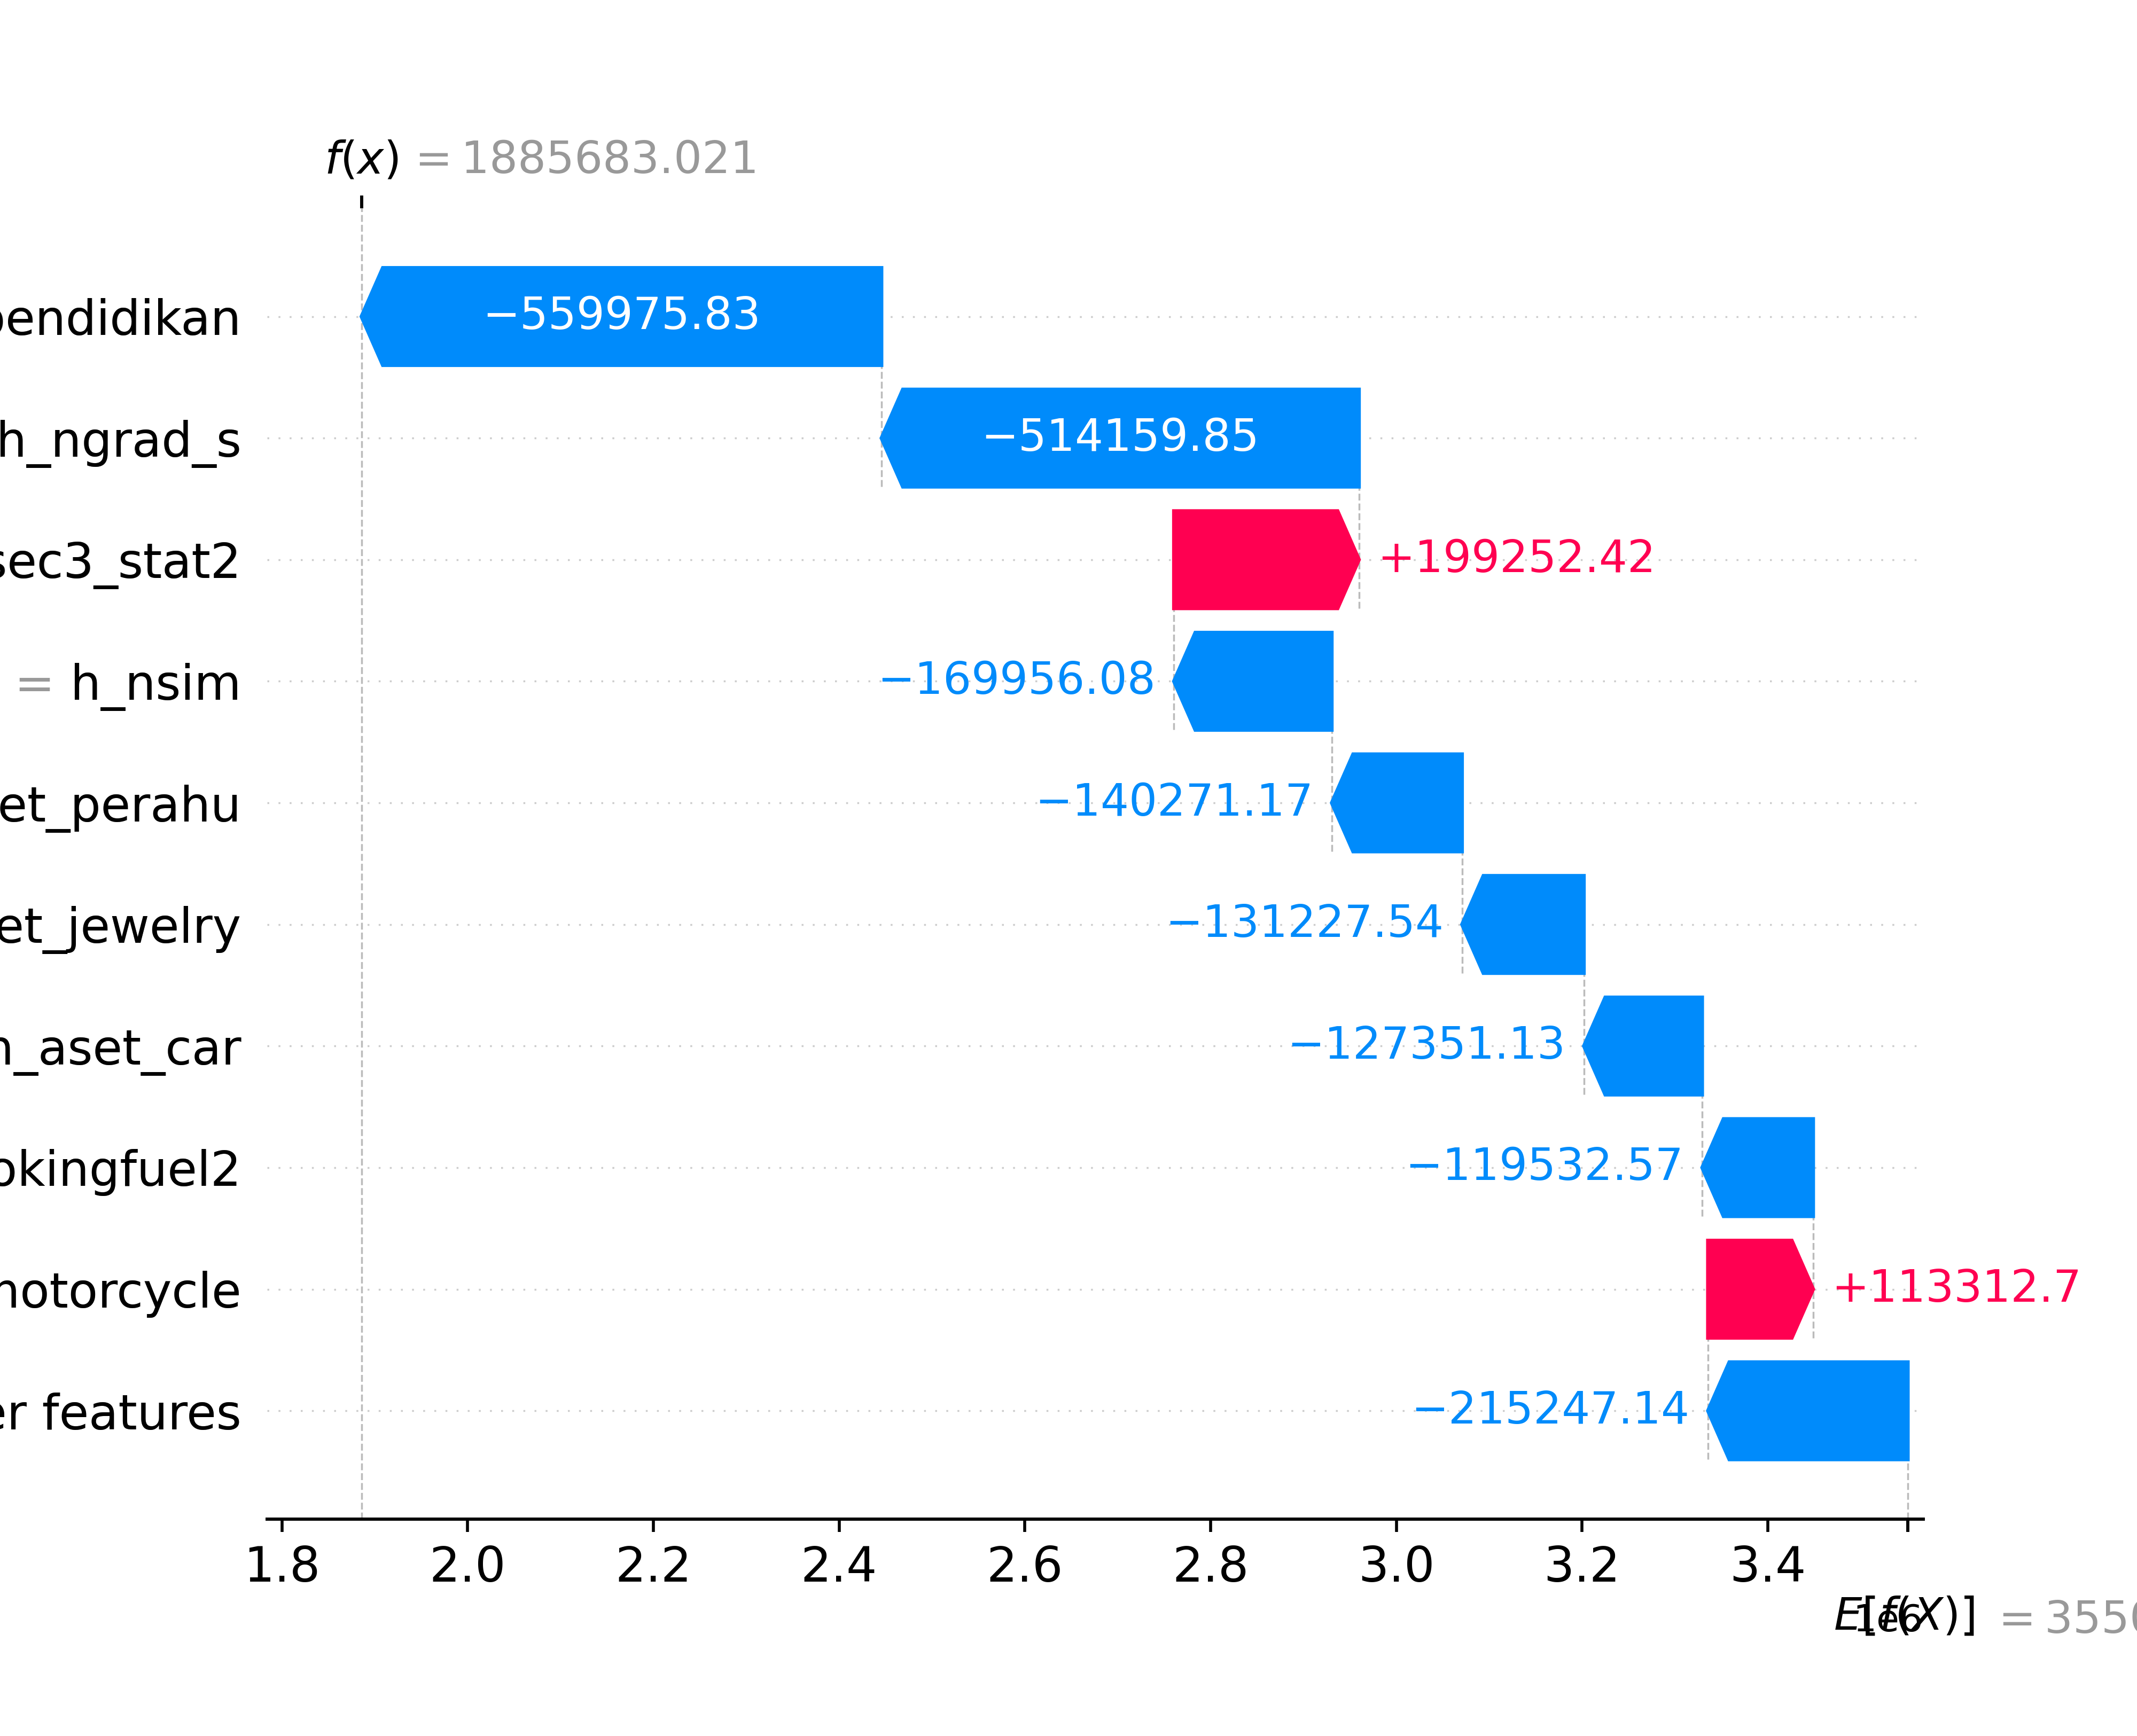 f(x) = 1885683.021
pendidikan −559975.83
h_ngrad_s −514159.85
sec3_stat2 +199252.42
= h_nsim −169956.08
et_perahu −140271.17
et_jewelry −131227.54
_aset_car −127351.13
okingfuel2 −119532.57
otorcycle +113312.7
er features −215247.14
1.8 2.0 2.2 2.4 2.6 2.8 3.0 3.2 3.4
1e6
E[f(X)] = 3550